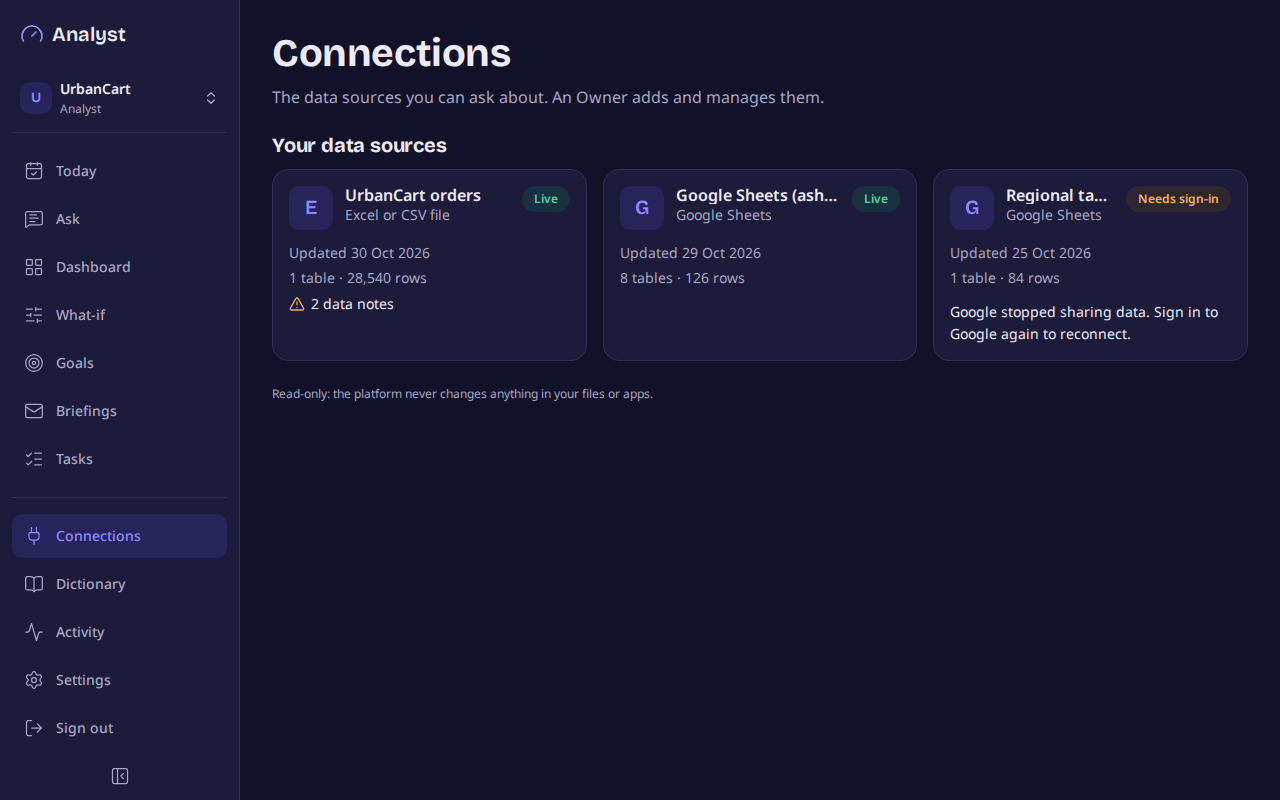 Analyst
U
UrbanCart
Analyst
Today
Ask
Dashboard
What-if
Goals
Briefings
Tasks
Connections
Dictionary
Activity
Settings
Sign out
Connections
The data sources you can ask about. An Owner adds and manages them.
Your data sources
E
UrbanCart orders
Live
Excel or CSV file
Updated 30 Oct 2026
1 table · 28,540 rows
2 data notes
G
Google Sheets (ash...
Live
Google Sheets
Updated 29 Oct 2026
8 tables · 126 rows
G
Regional ta...
Needs sign-in
Google Sheets
Updated 25 Oct 2026
1 table · 84 rows
Google stopped sharing data. Sign in to
Google again to reconnect.
Read-only: the platform never changes anything in your files or apps.